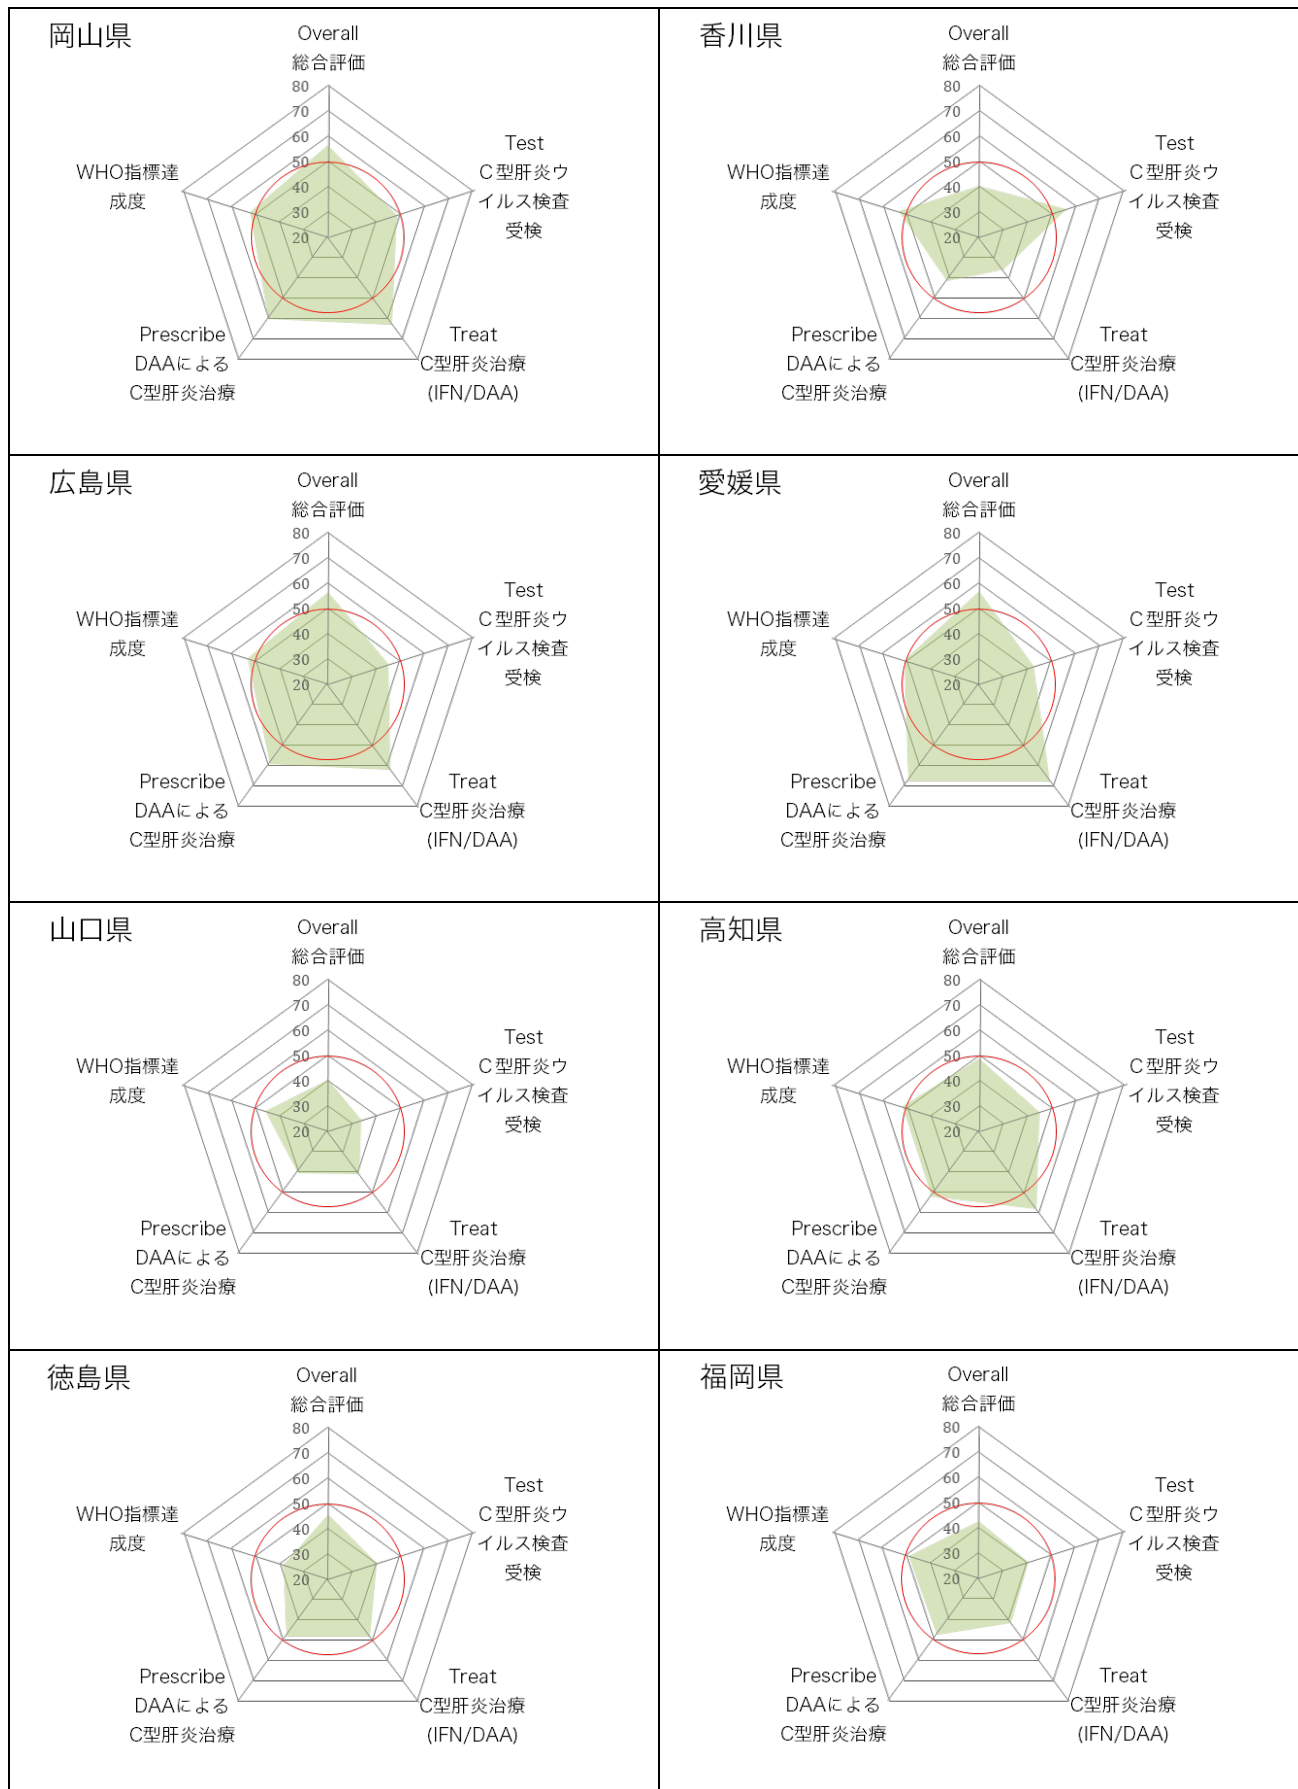 岡山県
Overall
総合評価
80
70
60
50
40
30
20
Test
C型肝炎ウ
イルス検査
受検
Treat
C型肝炎治療
(IFN/DAA)
Prescribe
DAAによる
C型肝炎治療
WHO指標達
成度
香川県
Overall
総合評価
80
70
60
50
40
30
20
Test
C型肝炎ウ
イルス検査
受検
Treat
C型肝炎治療
(IFN/DAA)
Prescribe
DAAによる
C型肝炎治療
WHO指標達
成度
広島県
Overall
総合評価
80
70
60
50
40
30
20
Test
C型肝炎ウ
イルス検査
受検
Treat
C型肝炎治療
(IFN/DAA)
Prescribe
DAAによる
C型肝炎治療
WHO指標達
成度
愛媛県
Overall
総合評価
80
70
60
50
40
30
20
Test
C型肝炎ウ
イルス検査
受検
Treat
C型肝炎治療
(IFN/DAA)
Prescribe
DAAによる
C型肝炎治療
WHO指標達
成度
山口県
Overall
総合評価
80
70
60
50
40
30
20
Test
C型肝炎ウ
イルス検査
受検
Treat
C型肝炎治療
(IFN/DAA)
Prescribe
DAAによる
C型肝炎治療
WHO指標達
成度
高知県
Overall
総合評価
80
70
60
50
40
30
20
Test
C型肝炎ウ
イルス検査
受検
Treat
C型肝炎治療
(IFN/DAA)
Prescribe
DAAによる
C型肝炎治療
WHO指標達
成度
徳島県
Overall
総合評価
80
70
60
50
40
30
20
Test
C型肝炎ウ
イルス検査
受検
Treat
C型肝炎治療
(IFN/DAA)
Prescribe
DAAによる
C型肝炎治療
WHO指標達
成度
福岡県
Overall
総合評価
80
70
60
50
40
30
20
Test
C型肝炎ウ
イルス検査
受検
Treat
C型肝炎治療
(IFN/DAA)
Prescribe
DAAによる
C型肝炎治療
WHO指標達
成度